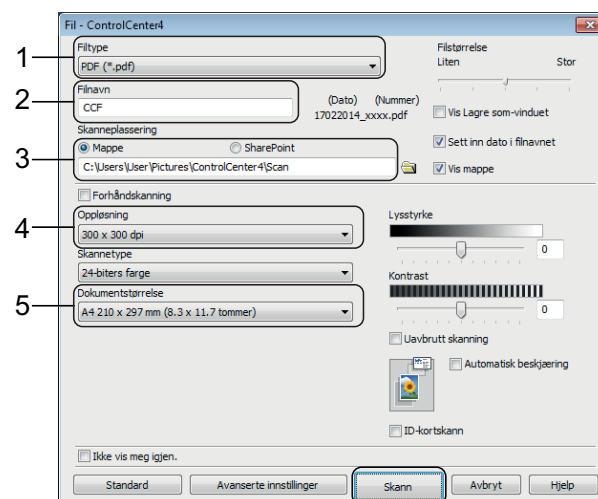 Fil - ControlCenter4
1
Filtype
PDF (*.pdf)
Filstørrelse
Liten Stor
2
Filnavn
CCF
(Dato) (Nummer)
17022014_xxxx.pdf
Vis Lagre som-vinduet
Skanneplassering
Sett inn dato i filnavnet
3
Mappe SharePoint
C:\Users\User\Pictures\ControlCenter4\Scan
Vis mappe
Forhåndskanning
4
Oppløsning
300 x 300 dpi
Lysstyrke
0
Skannetype
24-biters farge
Kontrast
0
5
Dokumentstørrelse
A4 210 x 297 mm (8.3 x 11.7 tommer)
Uavbrutt skanning
Automatisk beskjæring
ID-kortskann
Ikke vis meg igjen.
Standard Avanserte innstillinger Skann Avbryt Hjelp